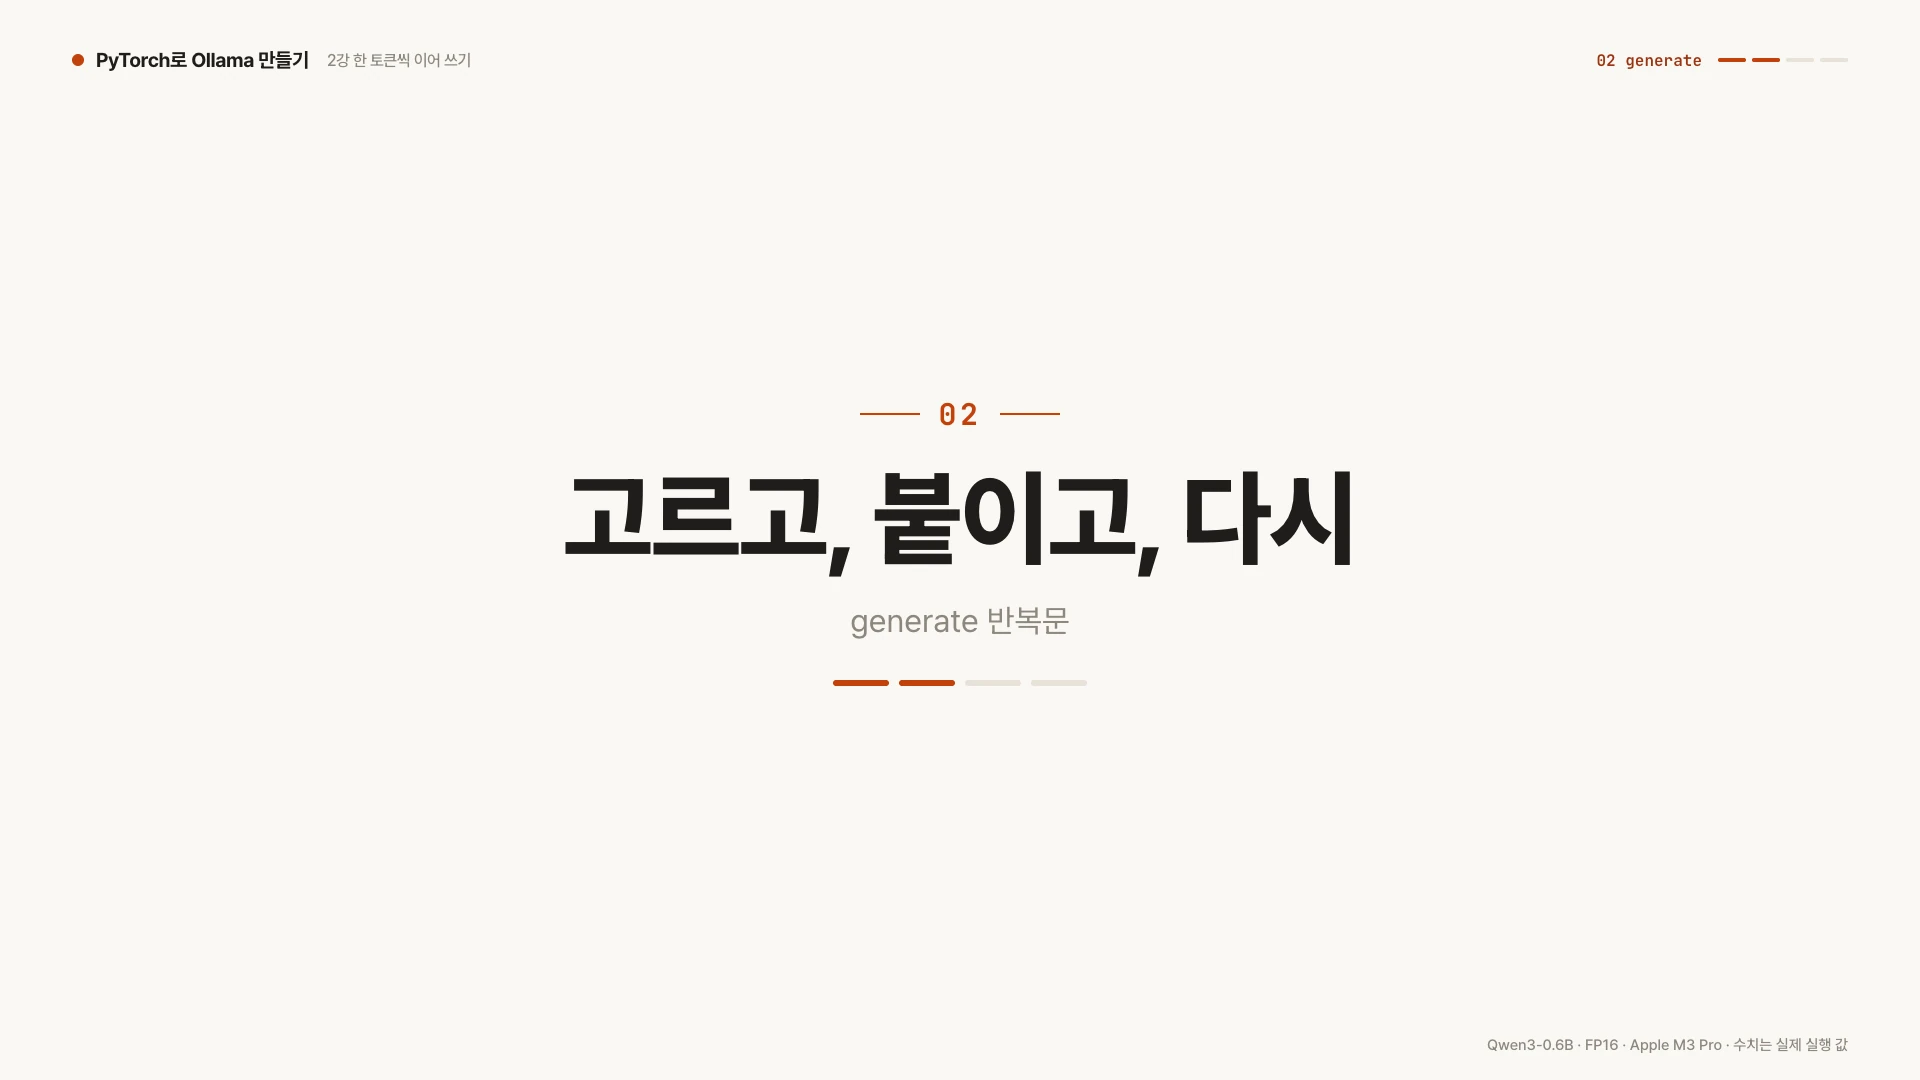 PyTorch로 Ollama 만들기 2강 한 토큰씩 이어 쓰기
02 generate
02
고르고, 붙이고, 다시
generate 반복문
Qwen3-0.6B · FP16 · Apple M3 Pro · 수치는 실제 실행 값